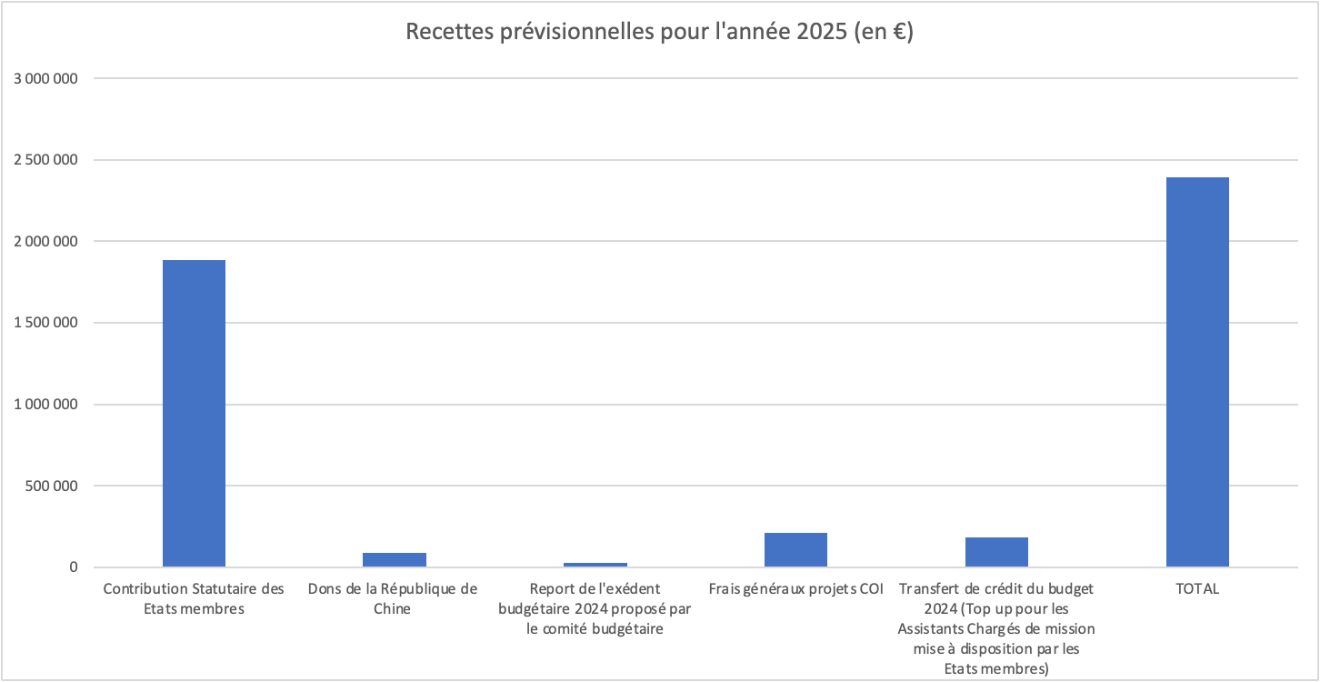 Recettes prévisionnelles pour l'année 2025 (en €)
3 000 000
2 500 000
2 000 000
1 500 000
1 000 000
500 000
0
Contribution Statutaire des
Etats membres
Dons de la République de
Chine
Report de l'exédent
budgétaire 2024 proposé par
le comité budgétaire
Frais généraux projets COI
Transfert de crédit du budget
2024 (Top up pour les
Assistants Chargés de mission
mise à disposition par les
Etats membres)
TOTAL